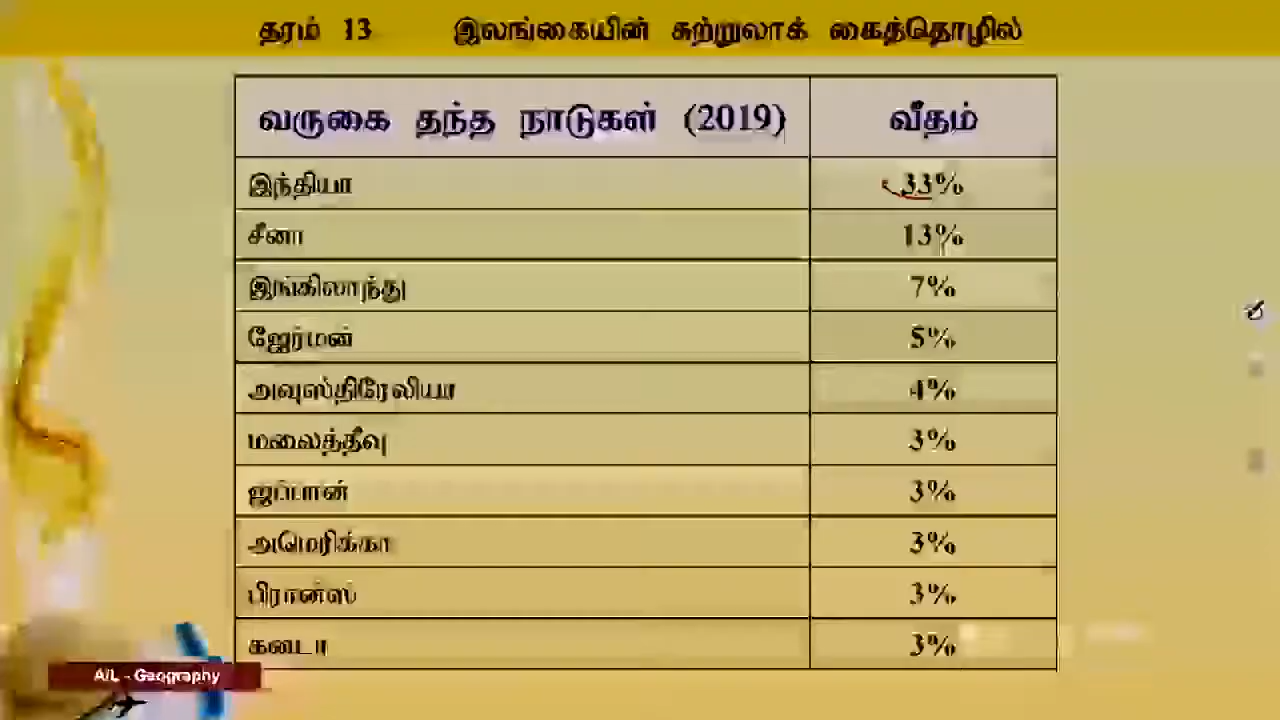 தரம் 13 இலங்கையின் சுற்றுலாக் கைத்தொழில்
வருகை தந்த நாடுகள் (2019) வீதம்
இந்தியா 33%
சீனா 13%
இங்கிலாந்து 7%
ஜேர்மன் 5%
அவுஸ்திரேலியா 4%
மலைத்தீவு 3%
ஜப்பான் 3%
அமெரிக்கா 3%
பிரான்ஸ் 3%
கனடா 3%
A/L - Geography